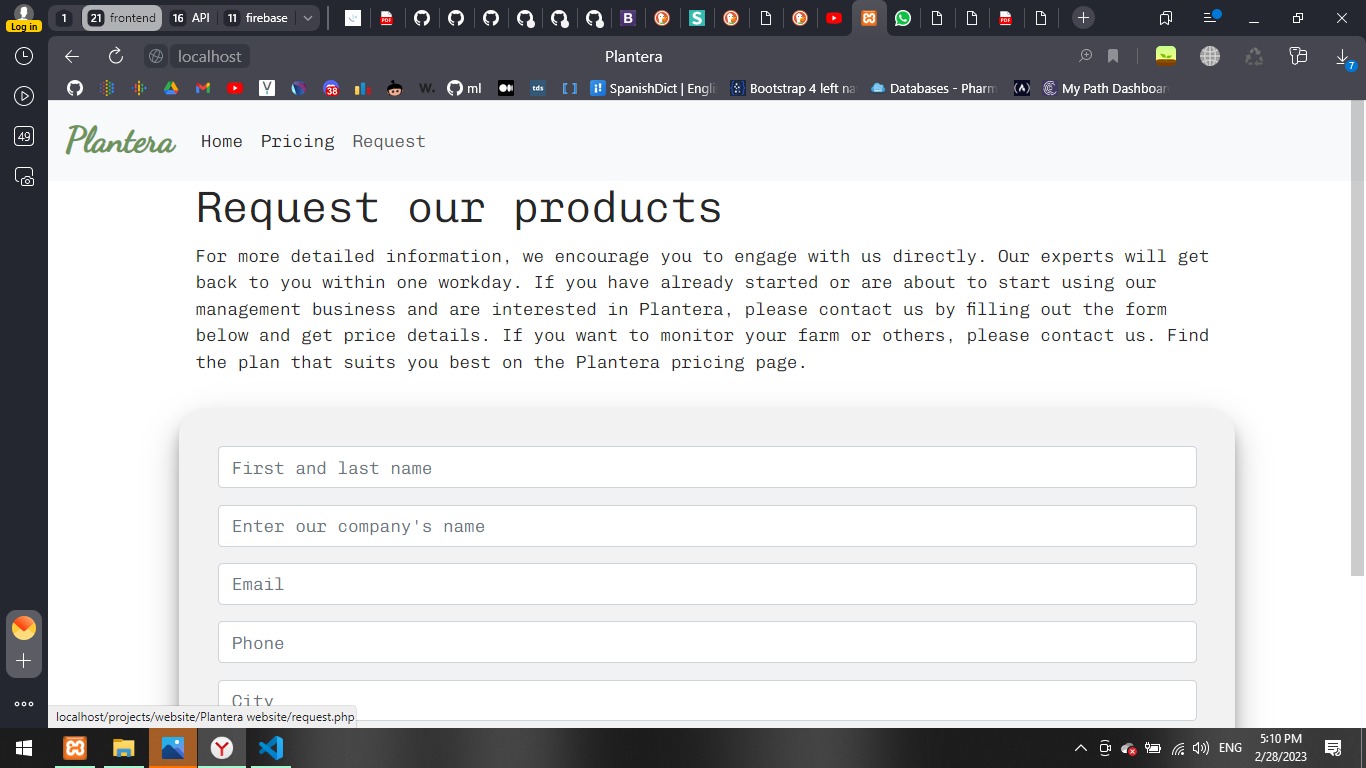 1 21 frontend 16 API 11 firebase
Log in
localhost
Plantera
7
38 W. ml tds SpanishDict | Engli Bootstrap 4 left na Databases - Pharm My Path Dashboar
49
Plantera Home Pricing Request
Request our products
For more detailed information, we encourage you to engage with us directly. Our experts will get
back to you within one workday. If you have already started or are about to start using our
management business and are interested in Plantera, please contact us by filling out the form
below and get price details. If you want to monitor your farm or others, please contact us. Find
the plan that suits you best on the Plantera pricing page.
First and last name
Enter our company's name
Email
Phone
City
localhost/projects/website/Plantera website/request.php
ENG
5:10 PM
2/28/2023